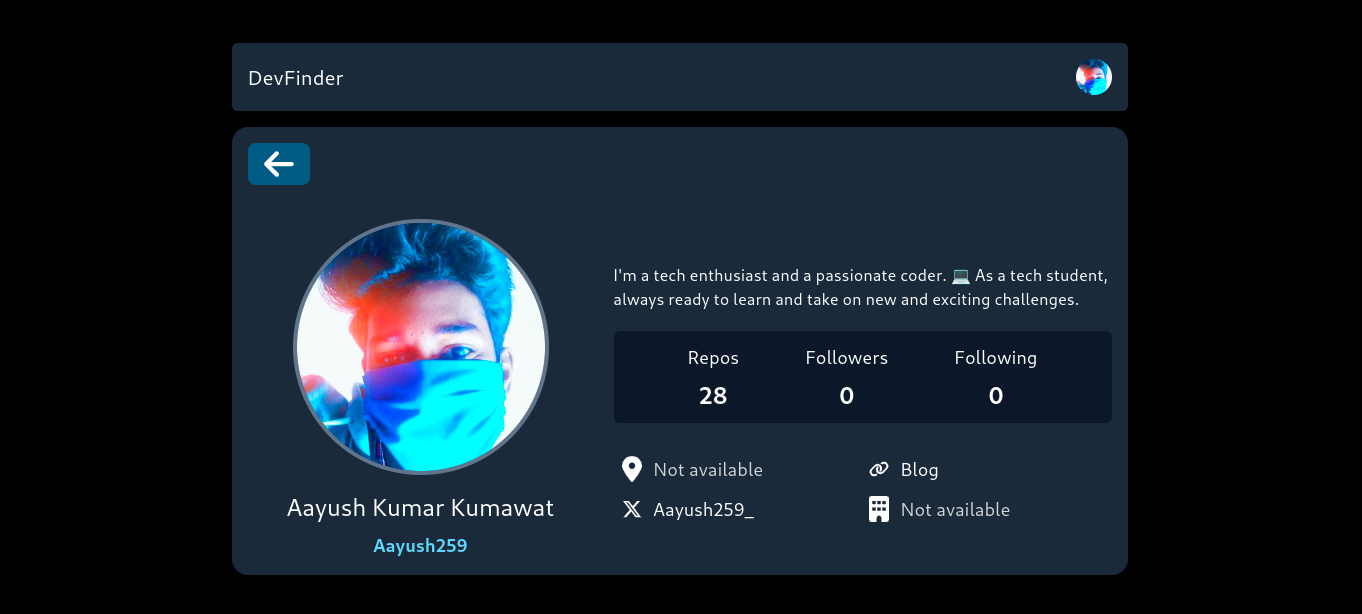 DevFinder
I'm a tech enthusiast and a passionate coder. 💻 As a tech student,
always ready to learn and take on new and exciting challenges.
Repos Followers Following
28 0 0
Not available Blog
Aayush259_ Not available
Aayush Kumar Kumawat
Aayush259